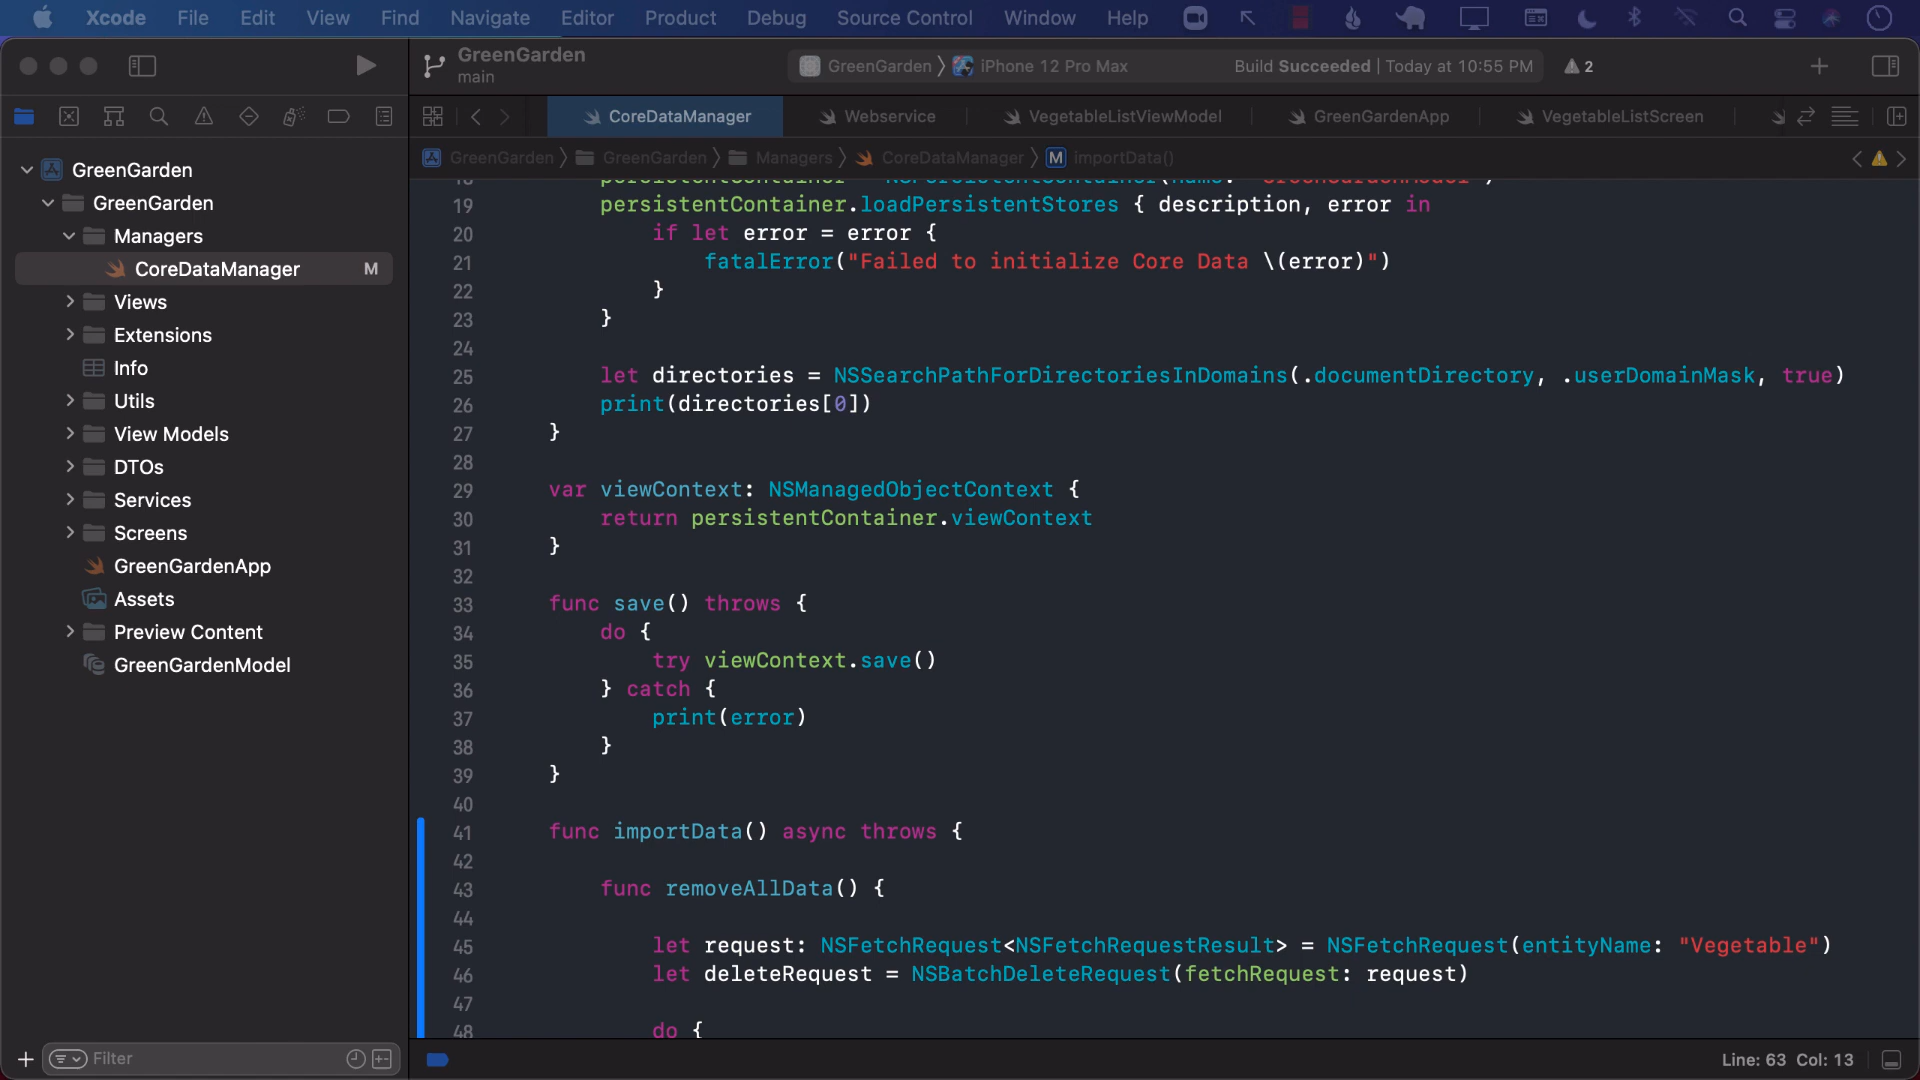 Xcode File Edit View Find Navigate Editor Product Debug Source Control Window Help
GreenGarden
main
GreenGarden iPhone 12 Pro Max
Build Succeeded | Today at 10:55 PM
2
CoreDataManager
Webservice
VegetableListViewModel
GreenGardenApp
VegetableListScreen
GreenGarden
GreenGarden
Managers
CoreDataManager
M
Views
Extensions
Info
Utils
View Models
DTOs
Services
Screens
GreenGardenApp
Assets
Preview Content
GreenGardenModel
Filter
GreenGarden GreenGarden Managers CoreDataManager M importData()
19 persistentContainer.loadPersistentStores { description, error in
20 if let error = error {
21 fatalError("Failed to initialize Core Data \(error)")
22 }
23 }
24
25 let directories = NSSearchPathForDirectoriesInDomains(.documentDirectory, .userDomainMask, true)
26 print(directories[0])
27 }
28
29 var viewContext: NSManagedObjectContext {
30 return persistentContainer.viewContext
31 }
32
33 func save() throws {
34 do {
35 try viewContext.save()
36 } catch {
37 print(error)
38 }
39 }
40
41 func importData() async throws {
42
43 func removeAllData() {
44
45 let request: NSFetchRequest<NSFetchRequestResult> = NSFetchRequest(entityName: "Vegetable")
46 let deleteRequest = NSBatchDeleteRequest(fetchRequest: request)
47
48 do {
Line: 63 Col: 13